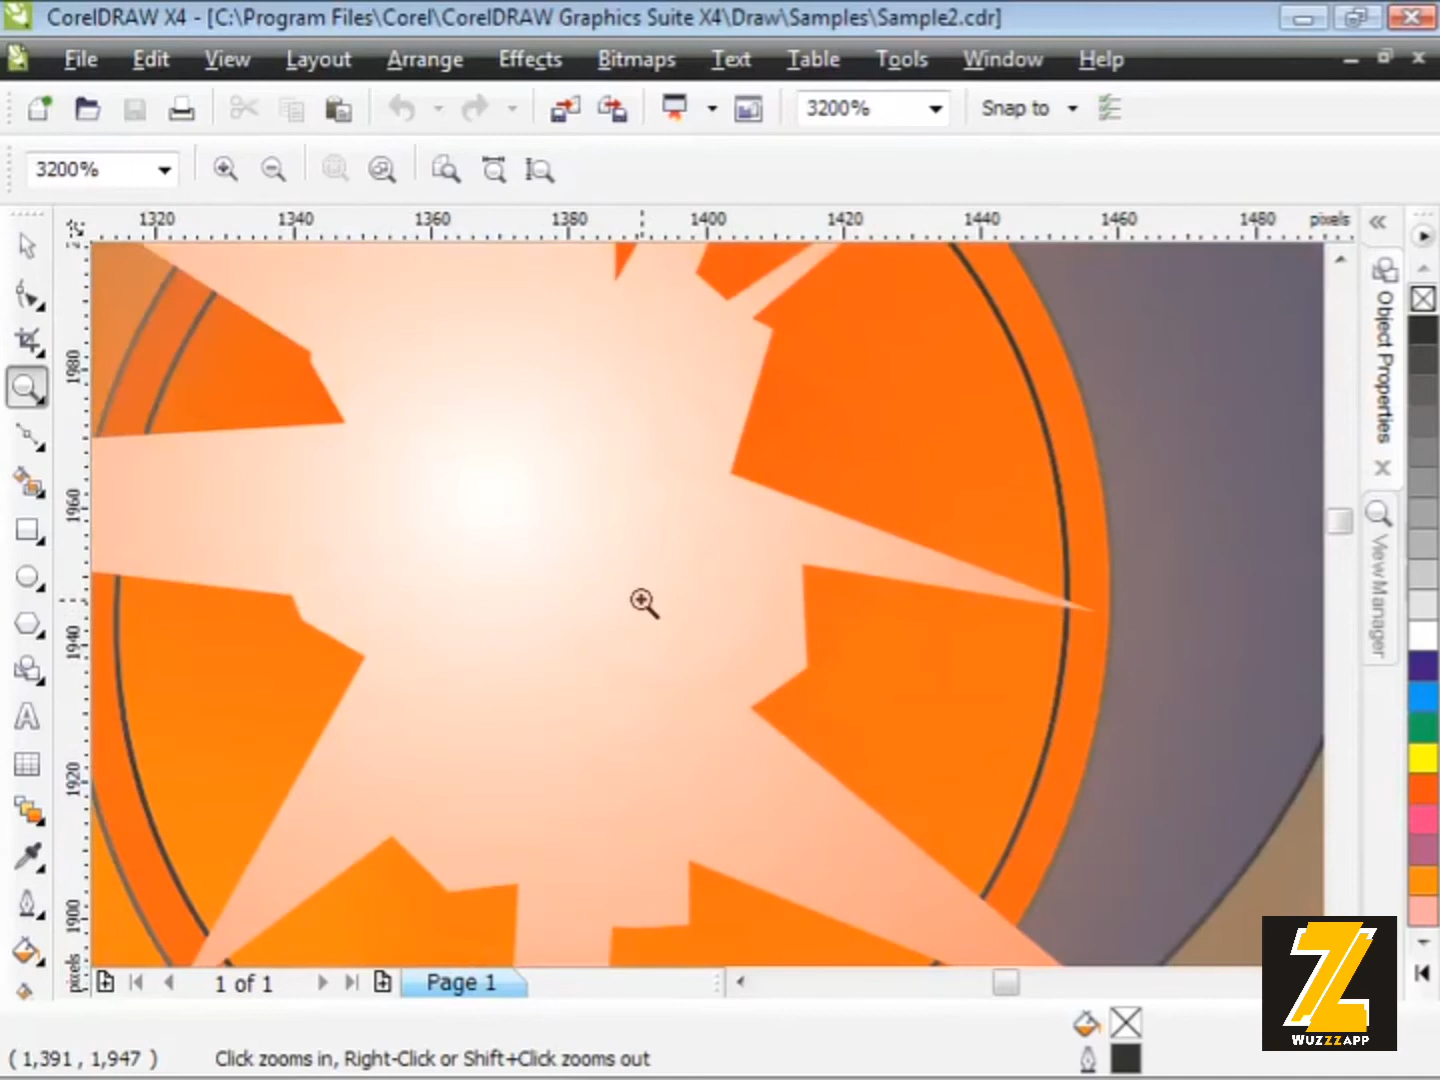 CorelDRAW X4 - [C:\Program Files\Corel\CorelDRAW Graphics Suite X4\Draw\Samples\Sample2.cdr]
File Edit View Layout Arrange Effects Bitmaps Text Table Tools Window Help
3200% Snap to
3200%
1320 1340 1360 1380 1400 1420 1440 1460 1480 pixels
1980
1960
1940
1920
1900
pixels
Object Properties
View Manager
1 of 1 Page 1
( 1,391 , 1,947 ) Click zooms in, Right-Click or Shift+Click zooms out
WUZZZAPP